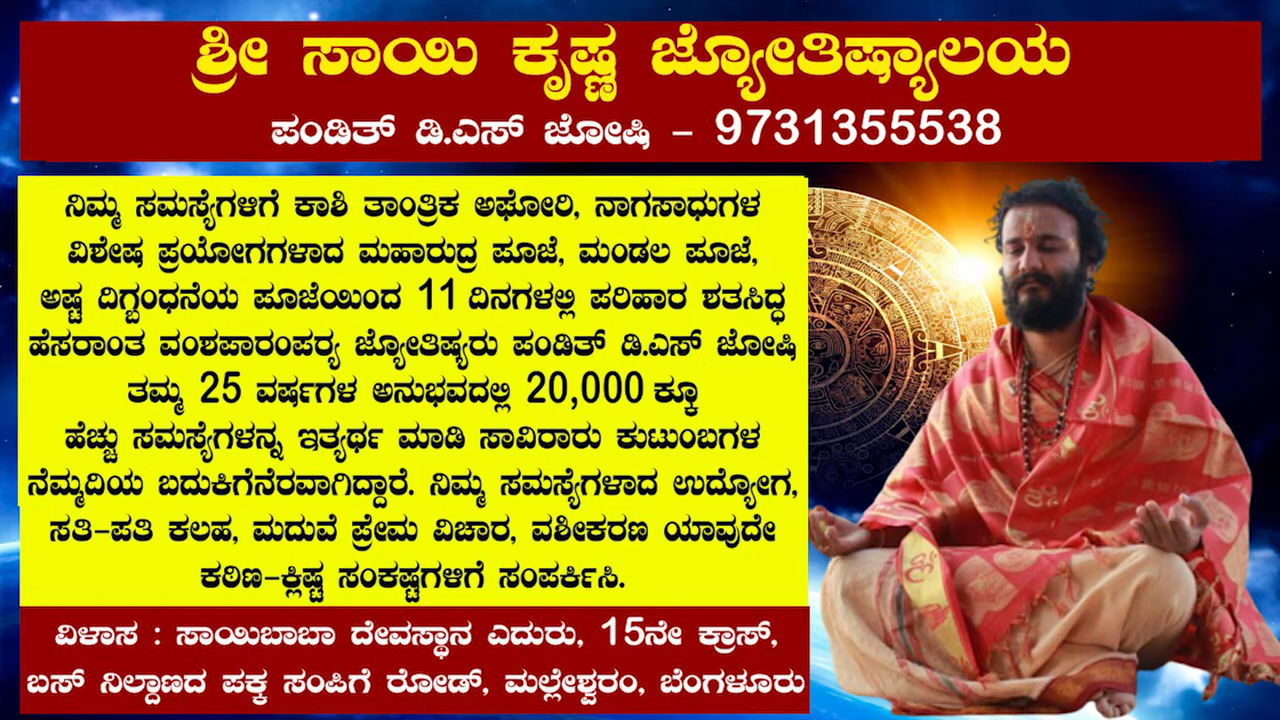 ಶ್ರೀ ಸಾಯಿ ಕೃಷ್ಣ ಜ್ಯೋತಿಷ್ಯಾಲಯ
ಪಂಡಿತ್ ಡಿ.ಎಸ್ ಜೋಷಿ – 9731355538
ನಿಮ್ಮ ಸಮಸ್ಯೆಗಳಿಗೆ ಕಾಶಿ ತಾಂತ್ರಿಕ ಅಘೋರಿ, ನಾಗಸಾಧುಗಳ
ವಿಶೇಷ ಪ್ರಯೋಗಗಳಾದ ಮಹಾರುದ್ರ ಪೂಜೆ, ಮಂಡಲ ಪೂಜೆ,
ಅಷ್ಟ ದಿಗ್ಬಂಧನೆಯ ಪೂಜೆಯಿಂದ 11 ದಿನಗಳಲ್ಲಿ ಪರಿಹಾರ ಶತಸಿದ್ಧ
ಹೆಸರಾಂತ ವಂಶಪಾರಂಪರ‍್ಯ ಜ್ಯೋತಿಷ್ಯರು ಪಂಡಿತ್ ಡಿ.ಎಸ್ ಜೋಷಿ
ತಮ್ಮ 25 ವರ್ಷಗಳ ಅನುಭವದಲ್ಲಿ 20,000 ಕ್ಕೂ
ಹೆಚ್ಚು ಸಮಸ್ಯೆಗಳನ್ನ ಇತ್ಯರ್ಥ ಮಾಡಿ ಸಾವಿರಾರು ಕುಟುಂಬಗಳ
ನೆಮ್ಮದಿಯ ಬದುಕಿಗೆನೆರವಾಗಿದ್ದಾರೆ. ನಿಮ್ಮ ಸಮಸ್ಯೆಗಳಾದ ಉದ್ಯೋಗ,
ಸತಿ-ಪತಿ ಕಲಹ, ಮದುವೆ ಪ್ರೇಮ ವಿಚಾರ, ವಶೀಕರಣ ಯಾವುದೇ
ಕಠಿಣ-ಕ್ಲಿಷ್ಟ ಸಂಕಷ್ಟಗಳಿಗೆ ಸಂಪರ್ಕಿಸಿ.
ವಿಳಾಸ : ಸಾಯಿಬಾಬಾ ದೇವಸ್ಥಾನ ಎದುರು, 15ನೇ ಕ್ರಾಸ್,
ಬಸ್ ನಿಲ್ದಾಣದ ಪಕ್ಕ ಸಂಪಿಗೆ ರೋಡ್, ಮಲ್ಲೇಶ್ವರಂ, ಬೆಂಗಳೂರು